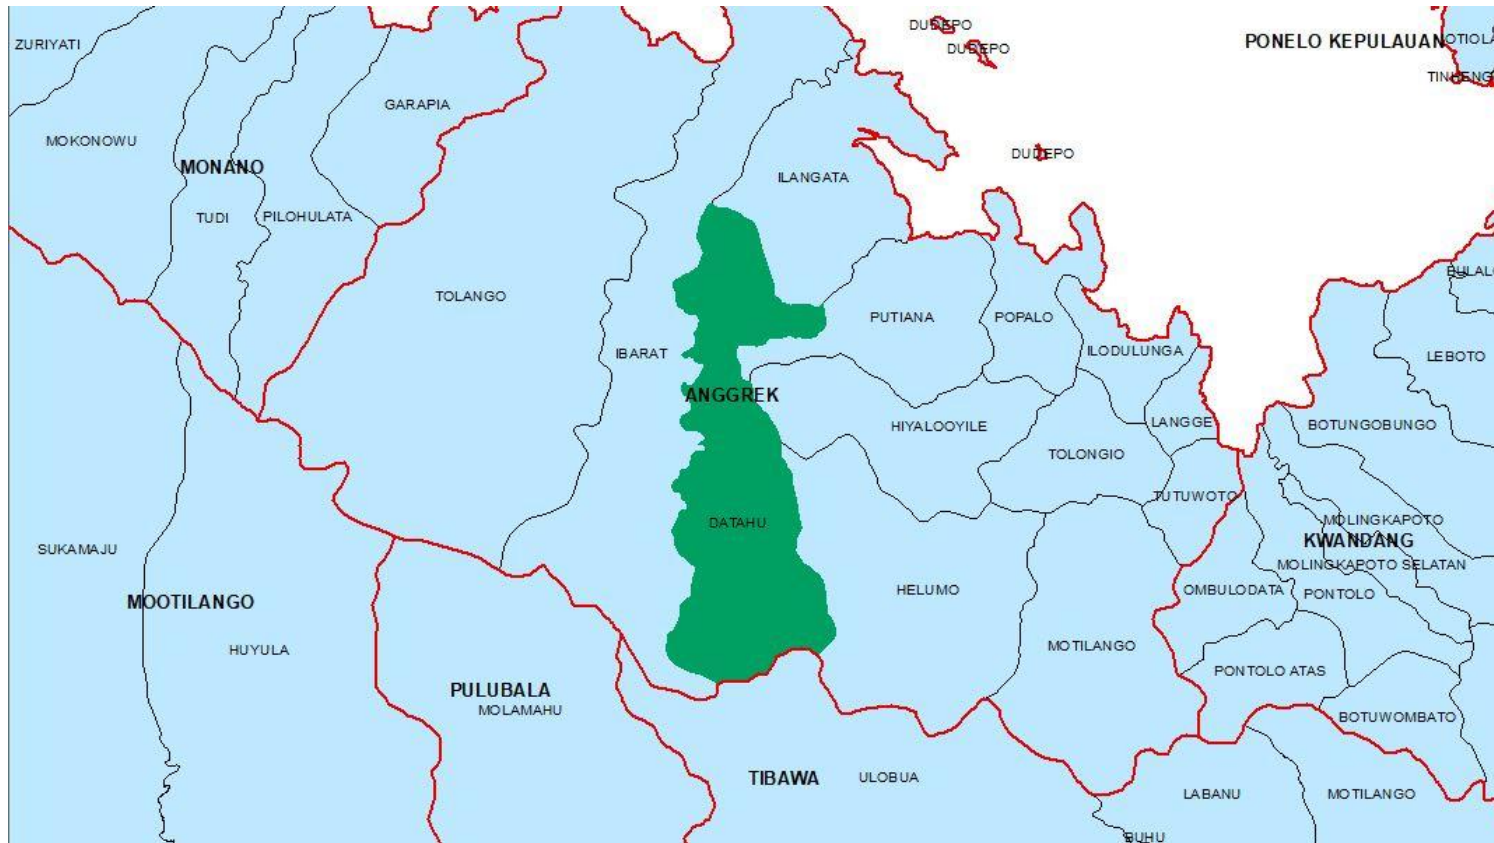 DUDEPO
ZURIYATI
PONELO KEPULAUAN
DUDEPO
GARAPIA
MOKONOWU
DUDEPO
MONANO
ILANGATA
TUDI
PILOHULATA
TOLANGO
PUTIANA
POPALO
IBARAT
ILODULUNGA
LEBOTO
ANGGREK
HIYALOOYILE
LANGGE
BOTUNGOBUNGO
TOLONGIO
TUTUWOTO
DATAHU
MOLINGKAPOTO
KWANDANG
SUKAMAJU
MOLINGKAPOTO SELATAN
HELUMO
OMBULODATA
PONTOLO
MOOTILANGO
HUYULA
MOTILANGO
PONTOLO ATAS
PULUBALA
MOLAMAHU
BOTUWOMBATO
TIBAWA
ULOBUA
LABANU
MOTILANGO
BUHU